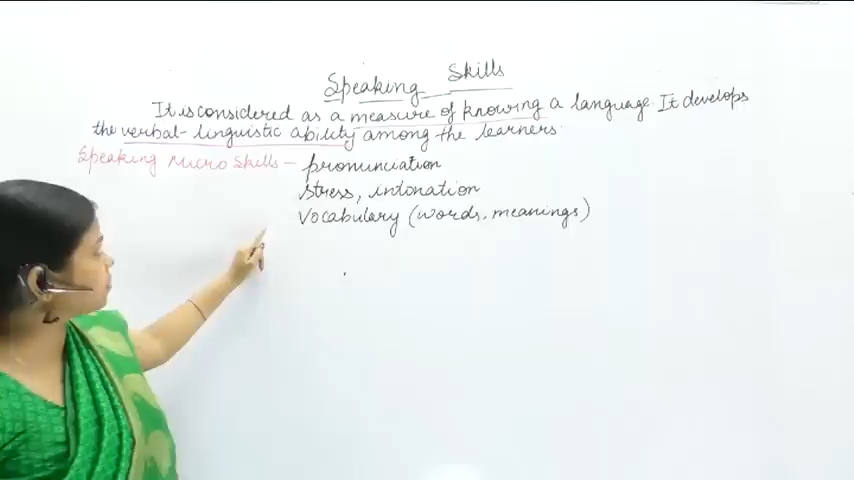 Speaking Skills
It is considered as a measure of knowing a language. It develops
the verbal-linguistic ability among the learners.
Speaking Micro Skills - pronunciation
stress, intonation
Vocabulary (words, meanings)